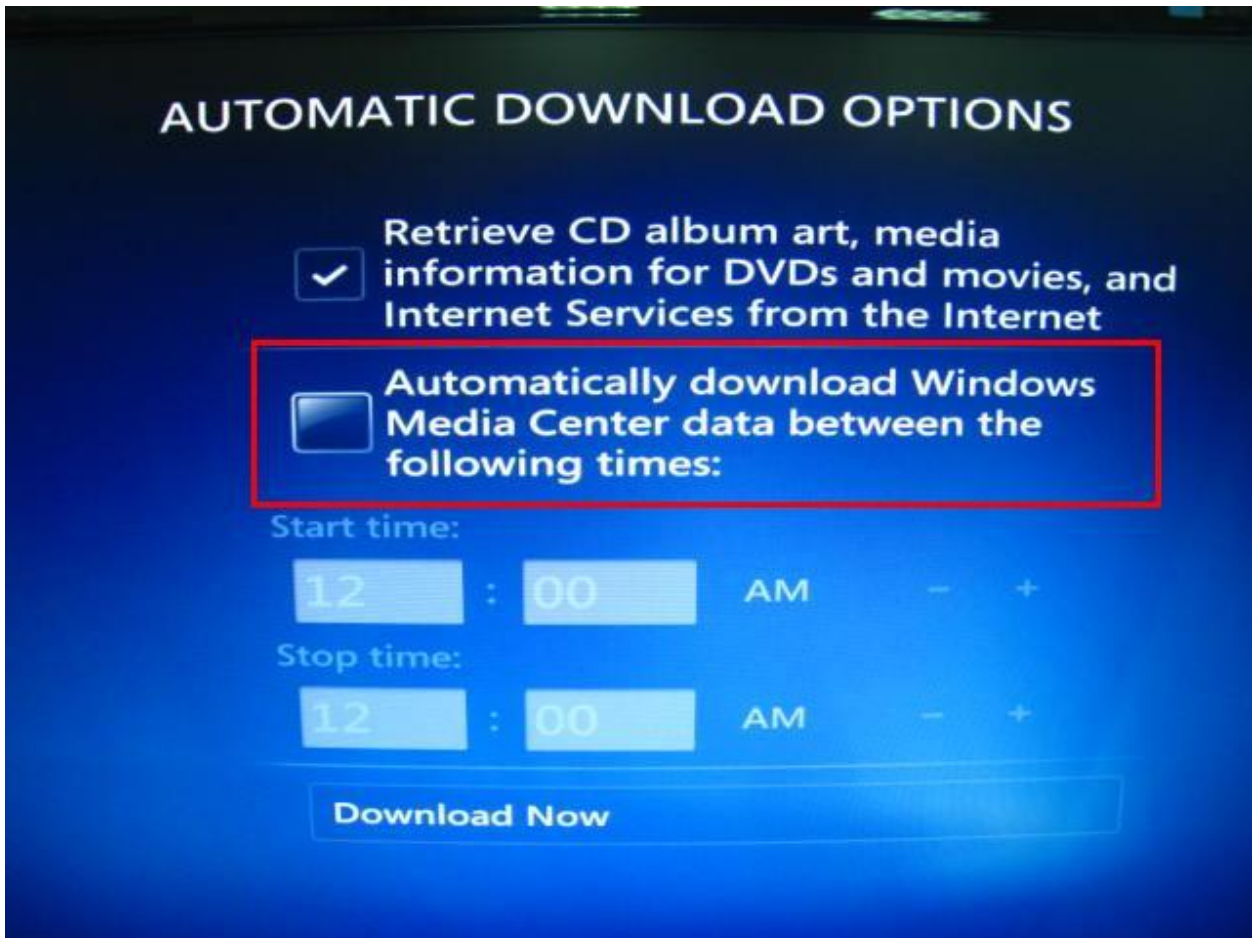 AUTOMATIC DOWNLOAD OPTIONS
Retrieve CD album art, media
information for DVDs and movies, and
Internet Services from the Internet
Automatically download Windows
Media Center data between the
following times:
Start time:
12 : 00 AM - +
Stop time:
12 : 00 AM - +
Download Now